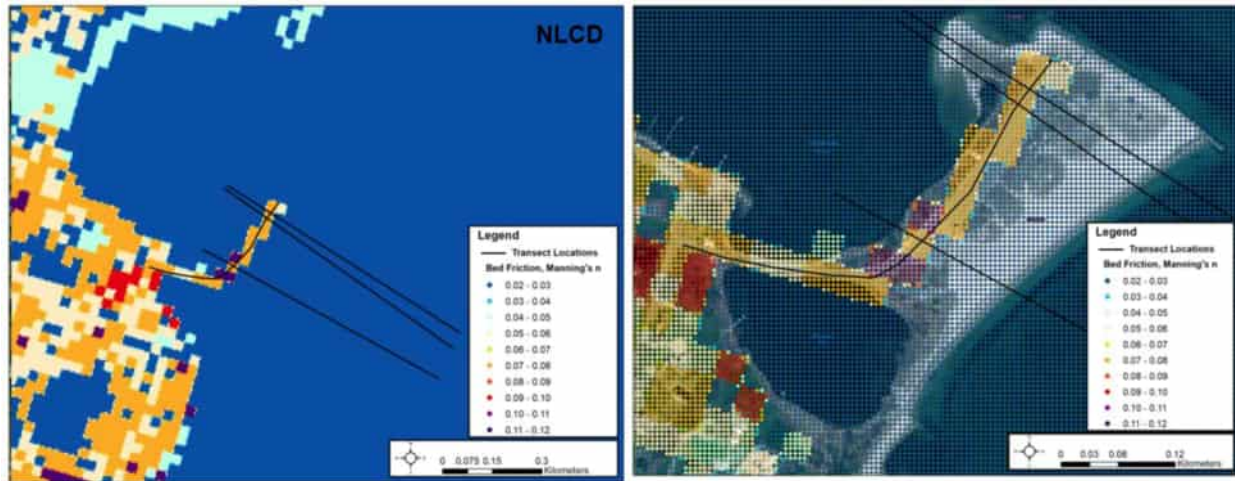 NLCD
Legend
Transect Locations
Bed Friction, Manning's n
0.02 - 0.03
0.03 - 0.04
0.04 - 0.05
0.05 - 0.06
0.06 - 0.07
0.07 - 0.08
0.08 - 0.09
0.09 - 0.10
0.10 - 0.11
0.11 - 0.12
0 0.075 0.15 0.3
Kilometers
Legend
Transect Locations
Bed Friction, Manning's n
0.02 - 0.03
0.03 - 0.04
0.04 - 0.05
0.05 - 0.06
0.06 - 0.07
0.07 - 0.08
0.08 - 0.09
0.09 - 0.10
0.10 - 0.11
0.11 - 0.12
0 0.03 0.06 0.12
Kilometers